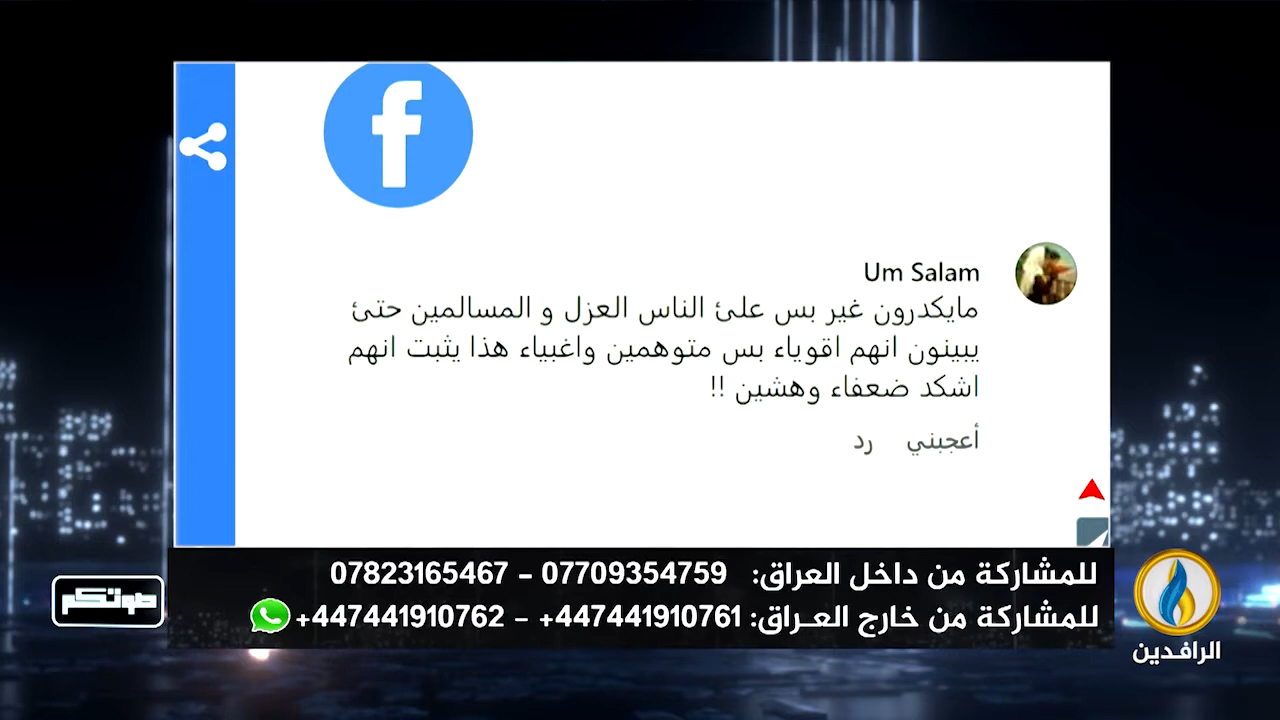 Um Salam
مايكدرون غير بس علئ الناس العزل و المسالمين حتئ
يبينون انهم اقوياء بس متوهمين واغبياء هذا يثبت انهم
اشكد ضعفاء وهشين !!
أعجبني رد
للمشاركة من داخل العراق: 07709354759 - 07823165467
للمشاركة من خارج العـراق: 447441910761+ - 447441910762+
صوتكم
الرافدين